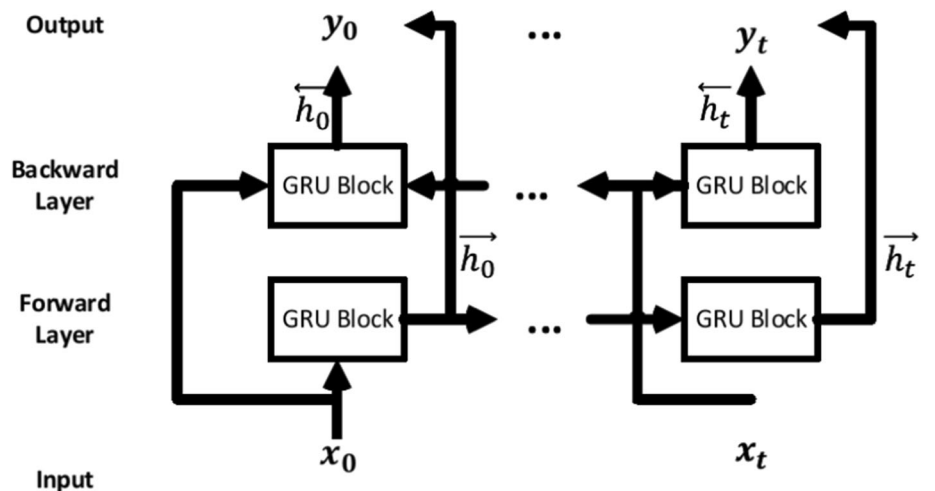 Output y₀ ... yₜ
←h₀ ←hₜ
Backward Layer GRU Block ... GRU Block
→h₀ →hₜ
Forward Layer GRU Block ... GRU Block
x₀ xₜ
Input